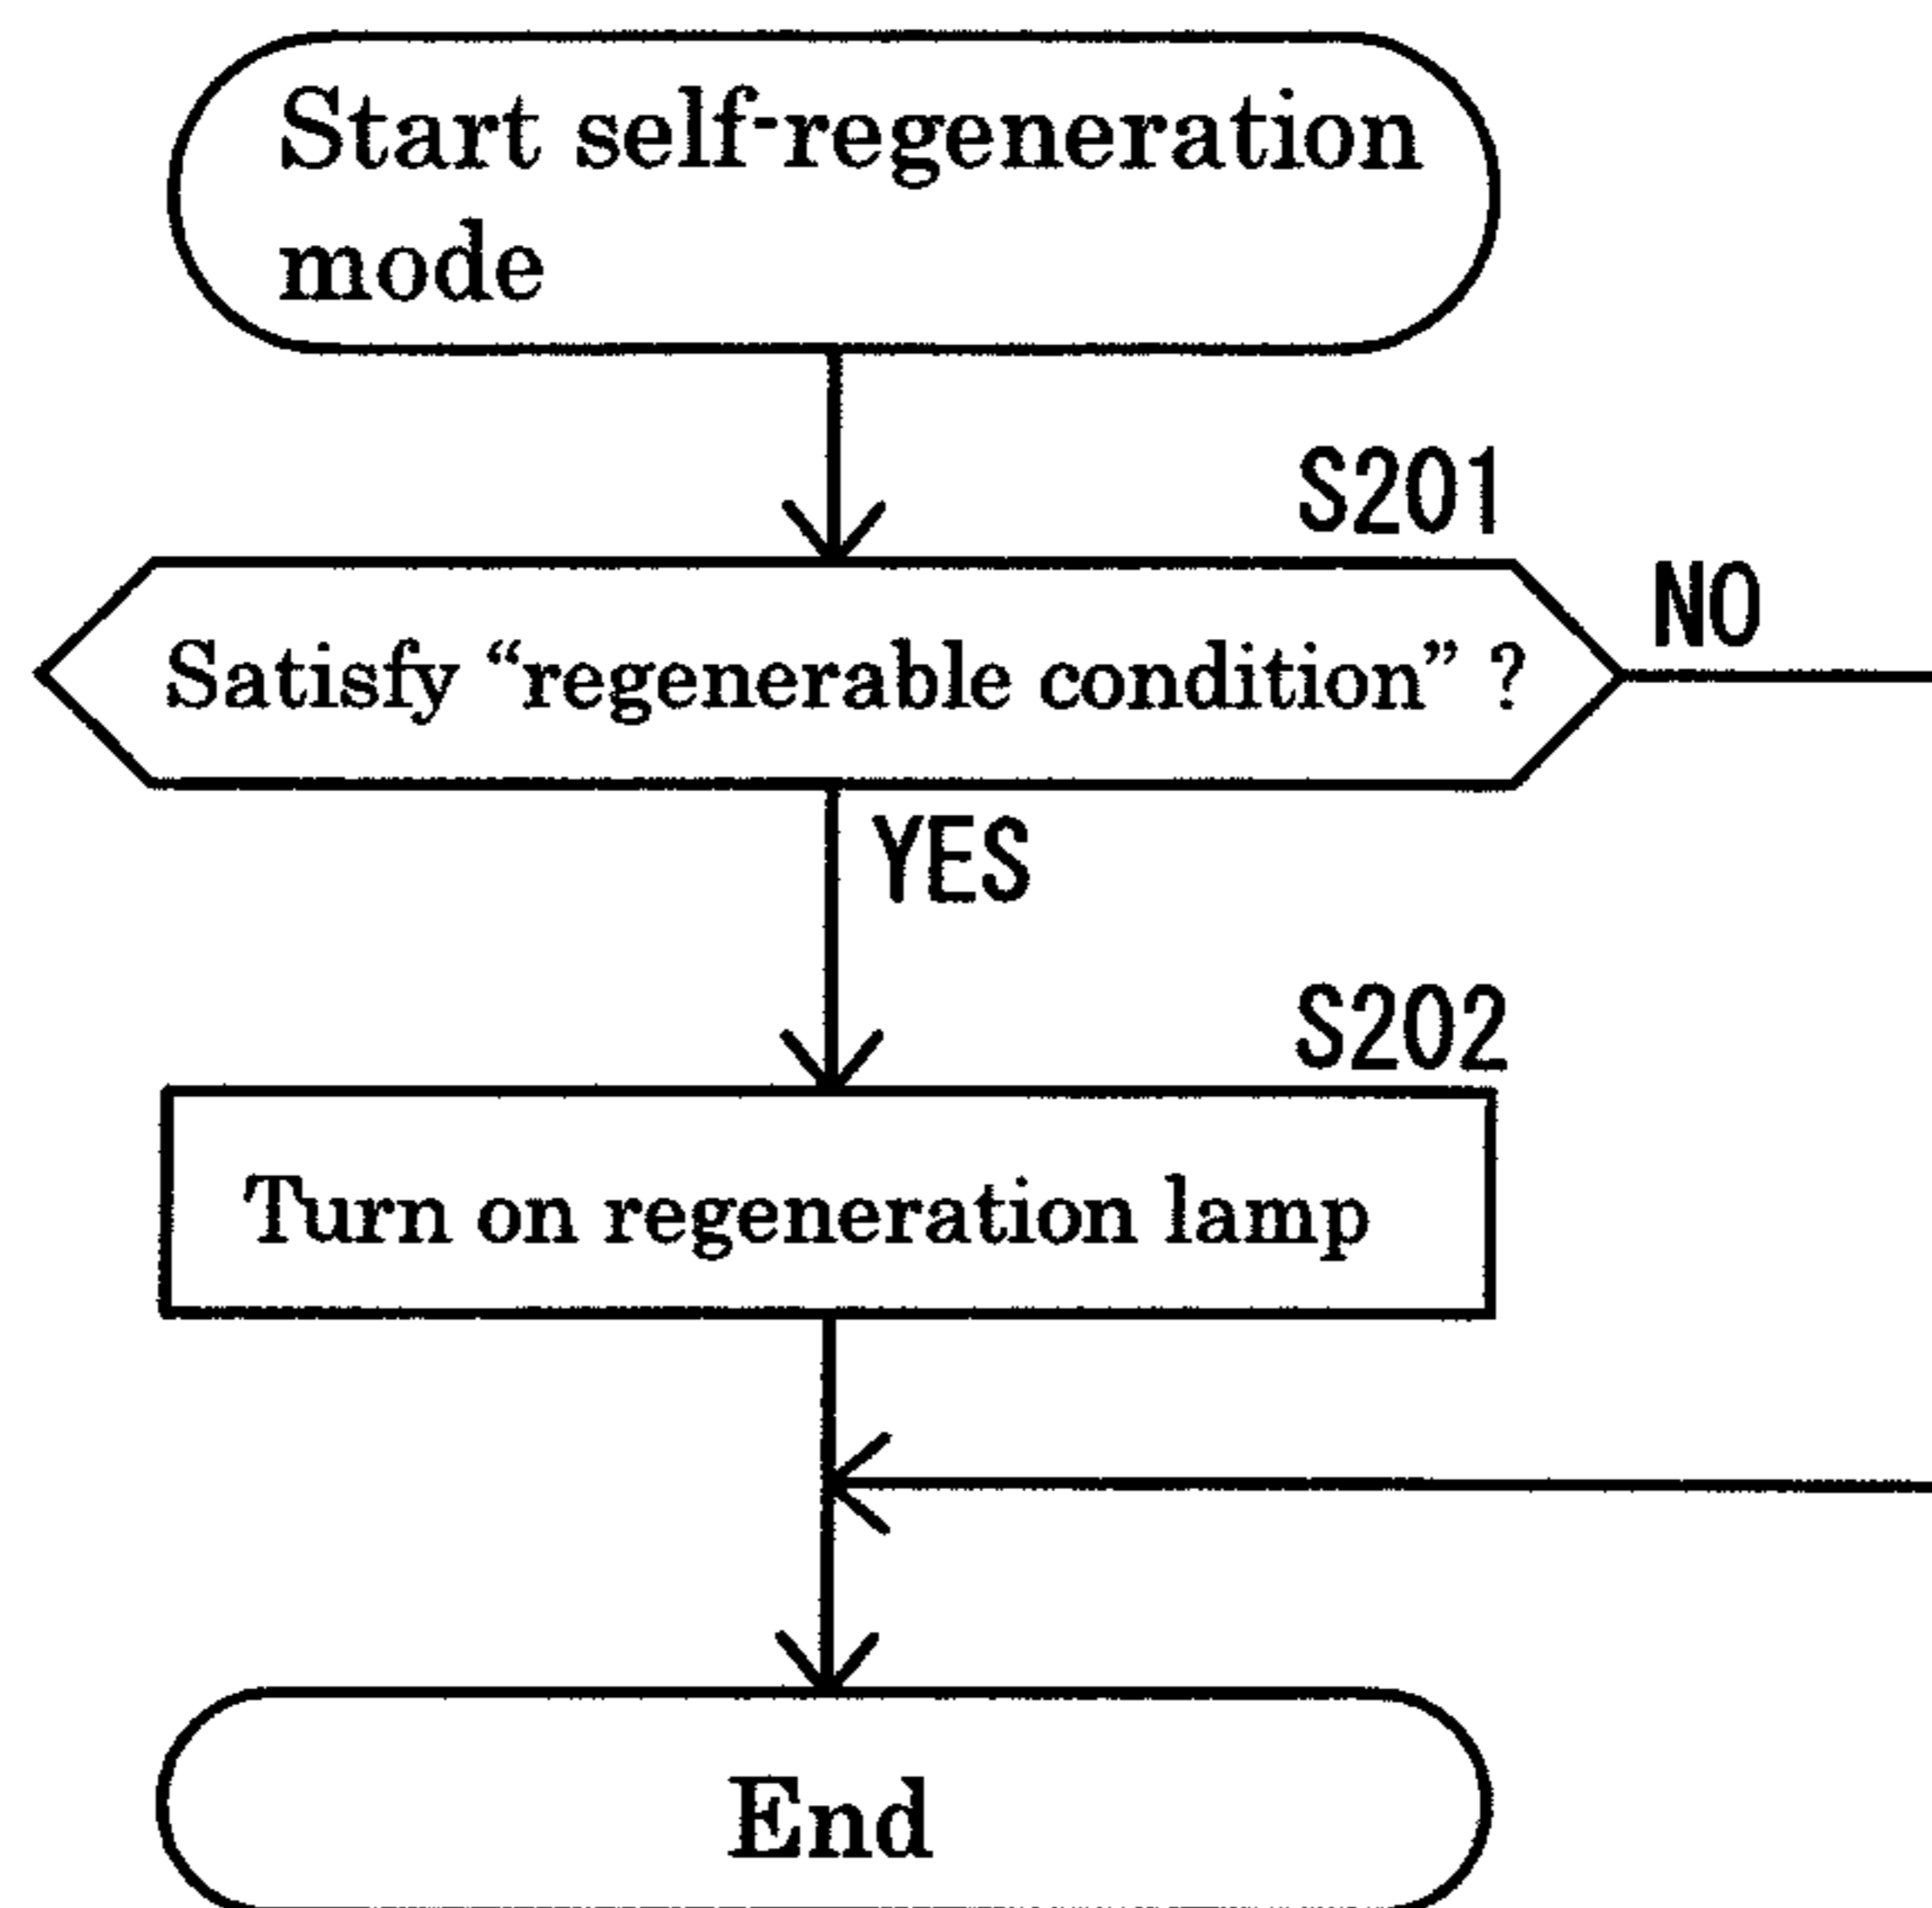 Start self-regeneration
mode
S201
NO
Satisfy “regenerable condition” ?
YES
S202
Turn on regeneration lamp
End